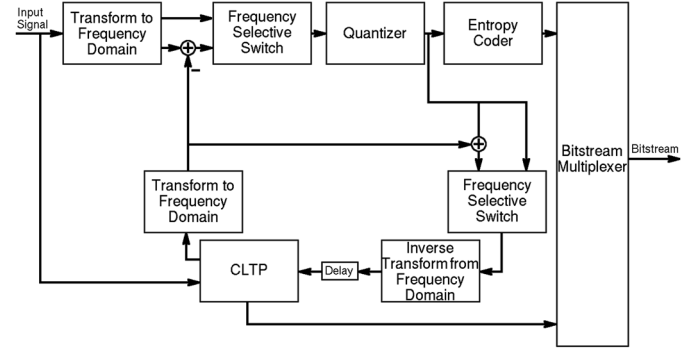 Input
Signal
Transform to
Frequency
Domain
Frequency
Selective
Switch
Quantizer
Entropy
Coder
+
−
+
Bitstream
Multiplexer
Bitstream
Transform to
Frequency
Domain
Frequency
Selective
Switch
CLTP
Delay
Inverse
Transform from
Frequency
Domain